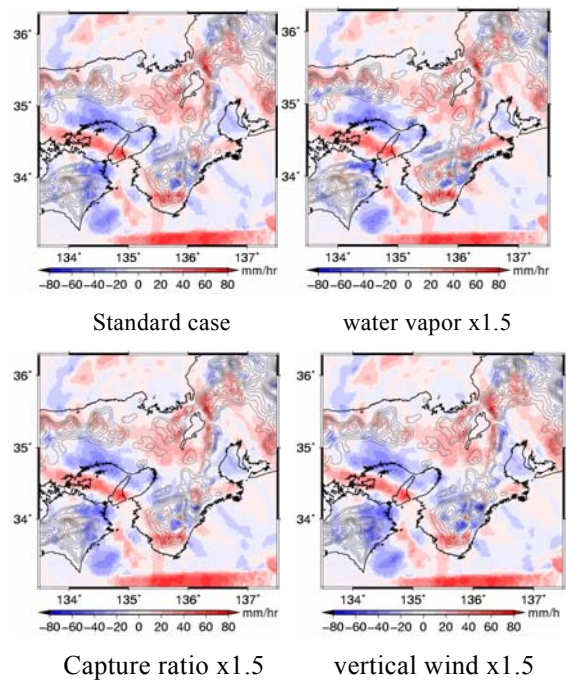 36˚
35˚
34˚
134˚ 135˚ 136˚ 137˚
mm/hr
−80−60−40−20 0 20 40 60 80
Standard case
36˚
35˚
34˚
134˚ 135˚ 136˚ 137˚
mm/hr
−80−60−40−20 0 20 40 60 80
water vapor x1.5
36˚
35˚
34˚
134˚ 135˚ 136˚ 137˚
mm/hr
−80−60−40−20 0 20 40 60 80
Capture ratio x1.5
36˚
35˚
34˚
134˚ 135˚ 136˚ 137˚
mm/h
−80−60−40−20 0 20 40 60 80
vertical wind x1.5